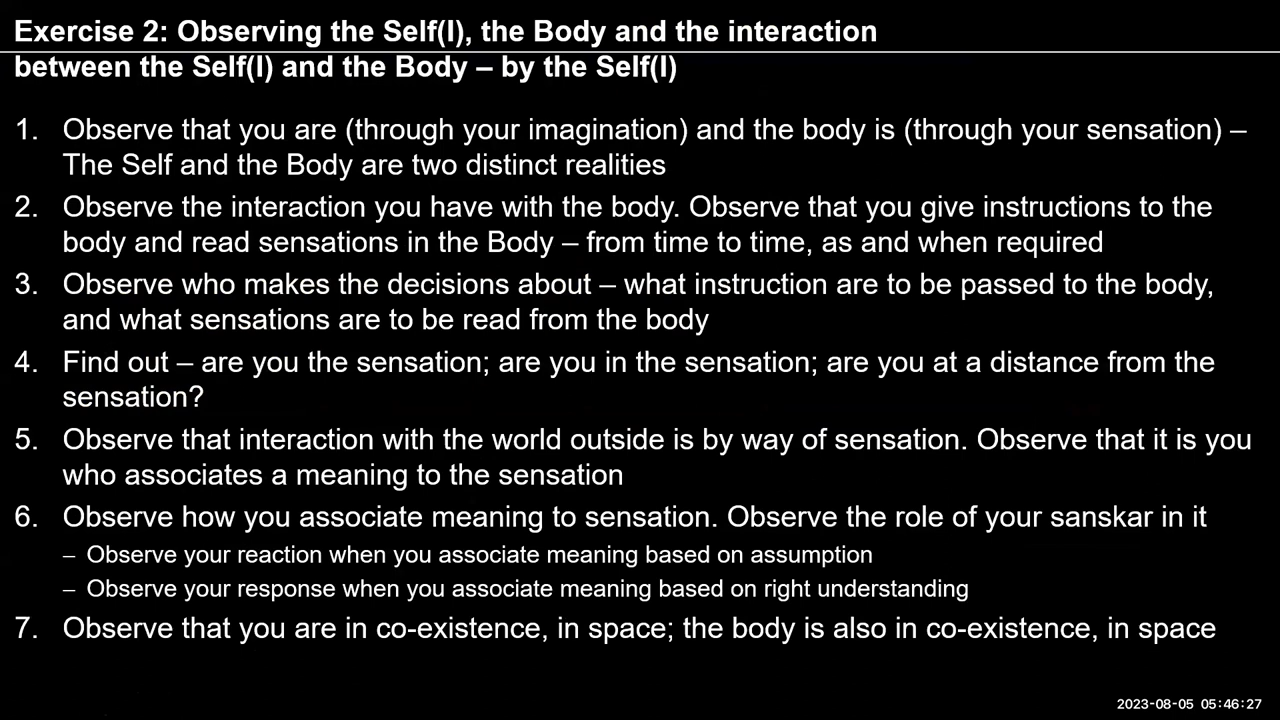 Exercise 2: Observing the Self(I), the Body and the interaction
between the Self(I) and the Body – by the Self(I)
1. Observe that you are (through your imagination) and the body is (through your sensation) –
The Self and the Body are two distinct realities
2. Observe the interaction you have with the body. Observe that you give instructions to the
body and read sensations in the Body – from time to time, as and when required
3. Observe who makes the decisions about – what instruction are to be passed to the body,
and what sensations are to be read from the body
4. Find out – are you the sensation; are you in the sensation; are you at a distance from the
sensation?
5. Observe that interaction with the world outside is by way of sensation. Observe that it is you
who associates a meaning to the sensation
6. Observe how you associate meaning to sensation. Observe the role of your sanskar in it
– Observe your reaction when you associate meaning based on assumption
– Observe your response when you associate meaning based on right understanding
7. Observe that you are in co-existence, in space; the body is also in co-existence, in space
2023-08-05 05:46:27